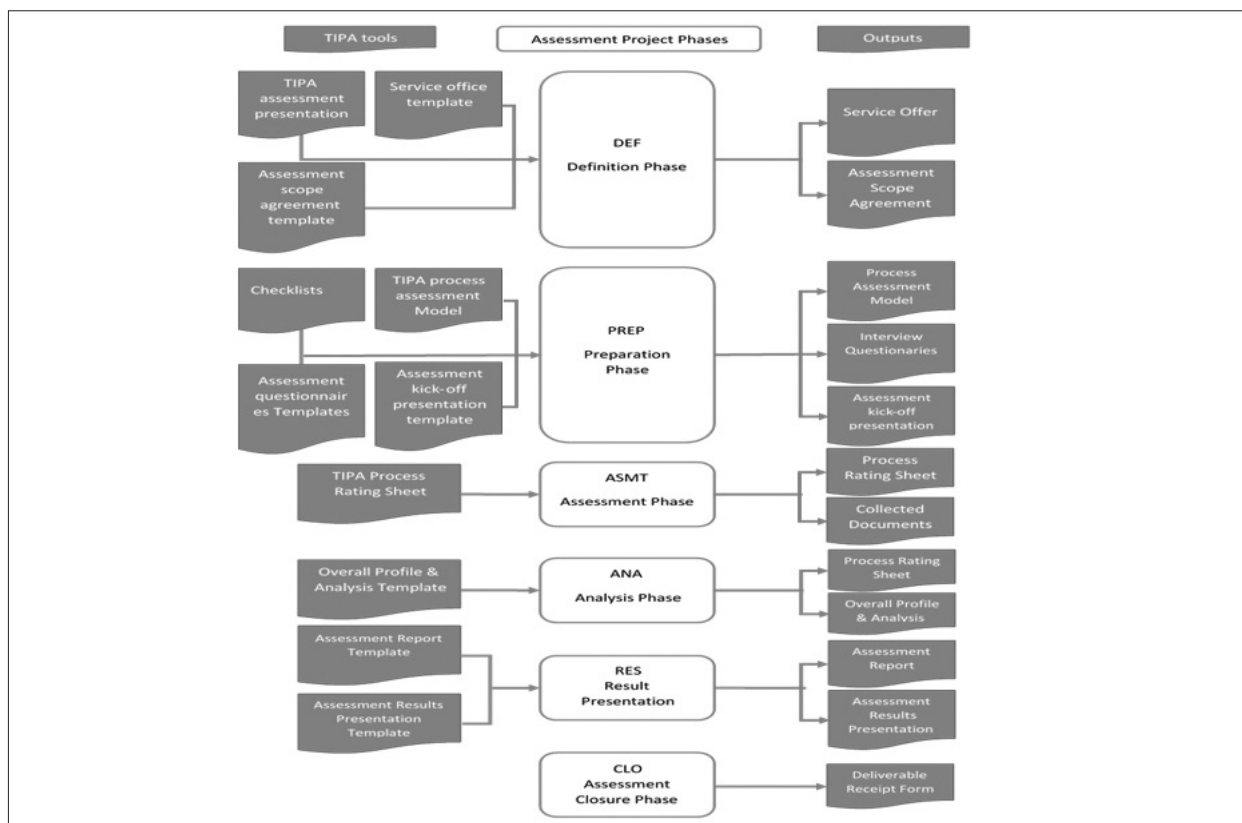 TIPA tools
Assessment Project Phases
Outputs
TIPA
assessment
presentation
Service office
template
Assessment
scope
agreement
template
DEF
Definition Phase
Service Offer
Assessment
Scope
Agreement
Checklists
TIPA process
assessment
Model
Assessment
questionnair
es Templates
Assessment
kick-off
presentation
template
PREP
Preparation
Phase
Process
Assessment
Model
Interview
Questionaries
Assessment
kick-off
presentation
TIPA Process
Rating Sheet
ASMT
Assessment Phase
Process
Rating Sheet
Collected
Documents
Overall Profile &
Analysis Template
ANA
Analysis Phase
Process Rating
Sheet
Overall Profile
& Analysis
Assessment Report
Template
Assessment Results
Presentation
Template
RES
Result
Presentation
Assessment
Report
Assessment
Results
Presentation
CLO
Assessment
Closure Phase
Deliverable
Receipt Form